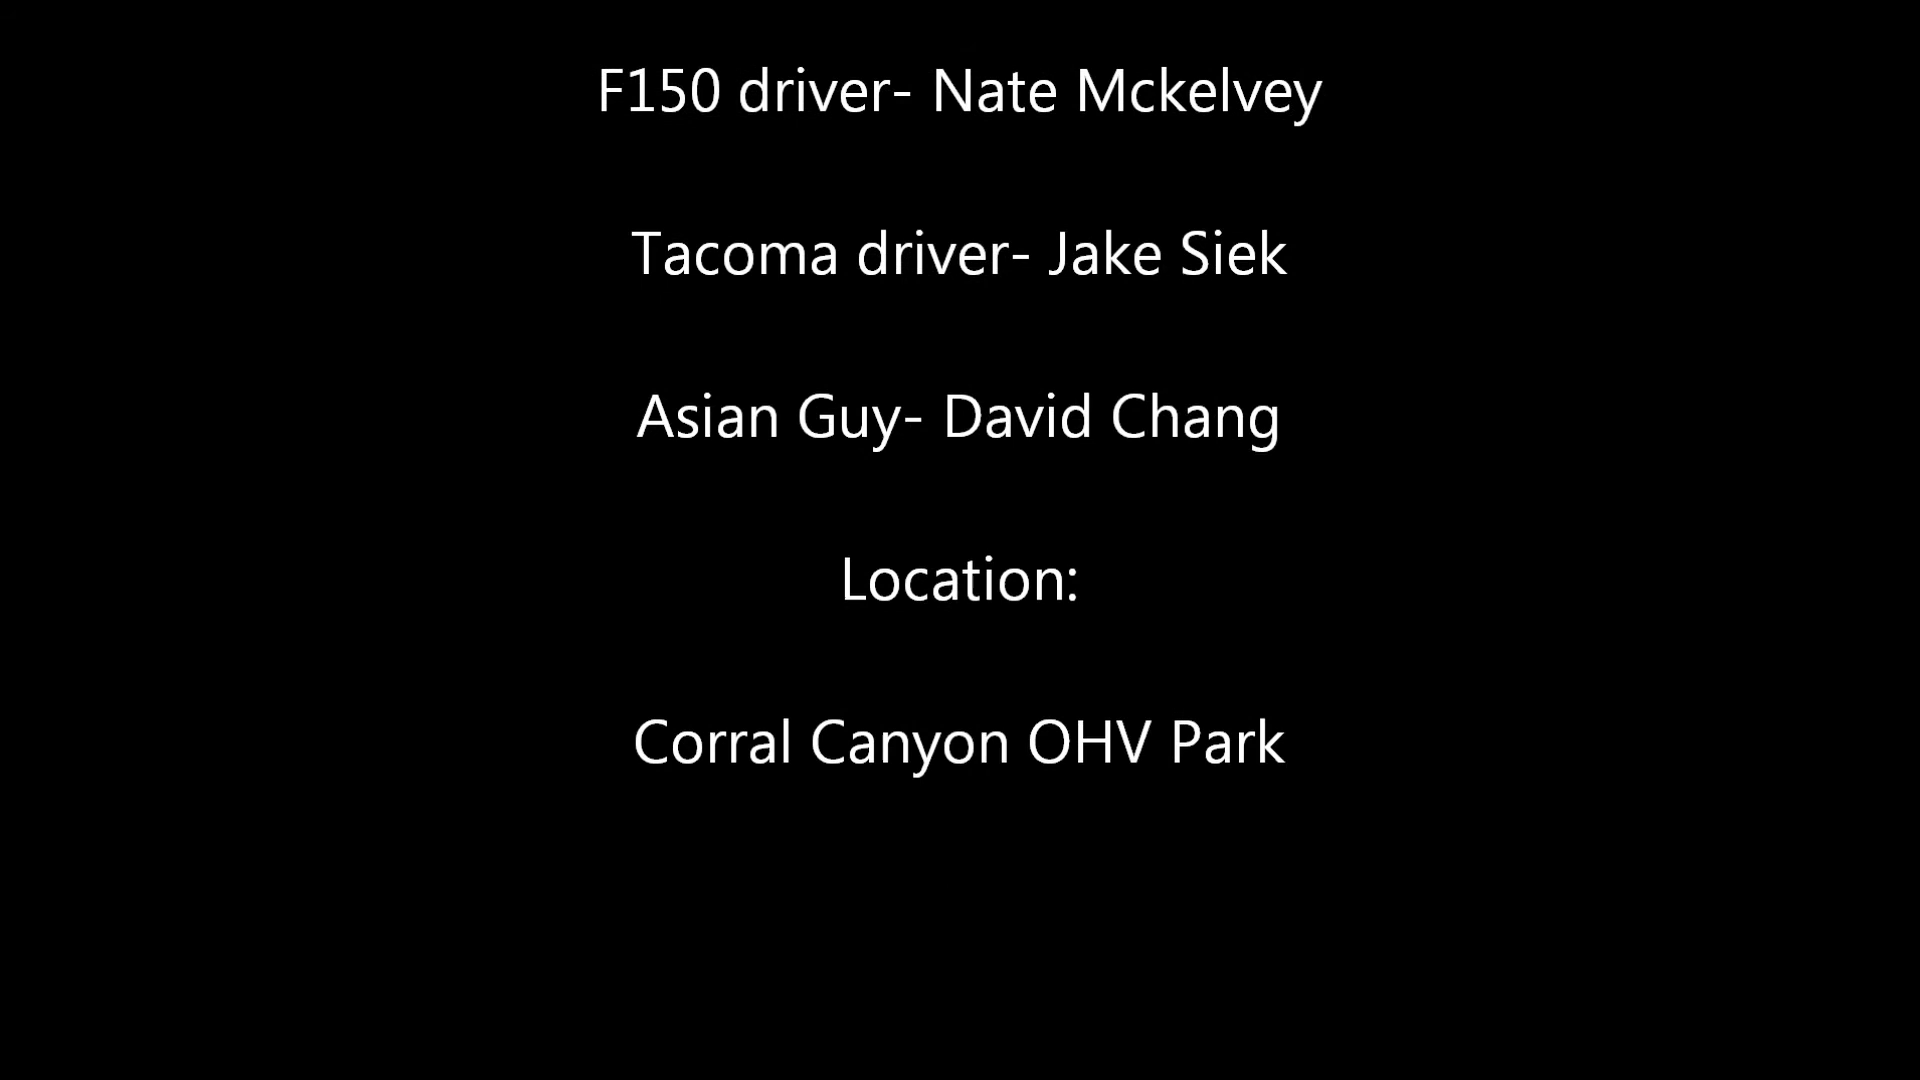 F150 driver- Nate Mckelvey
Tacoma driver- Jake Siek
Asian Guy- David Chang
Location:
Corral Canyon OHV Park